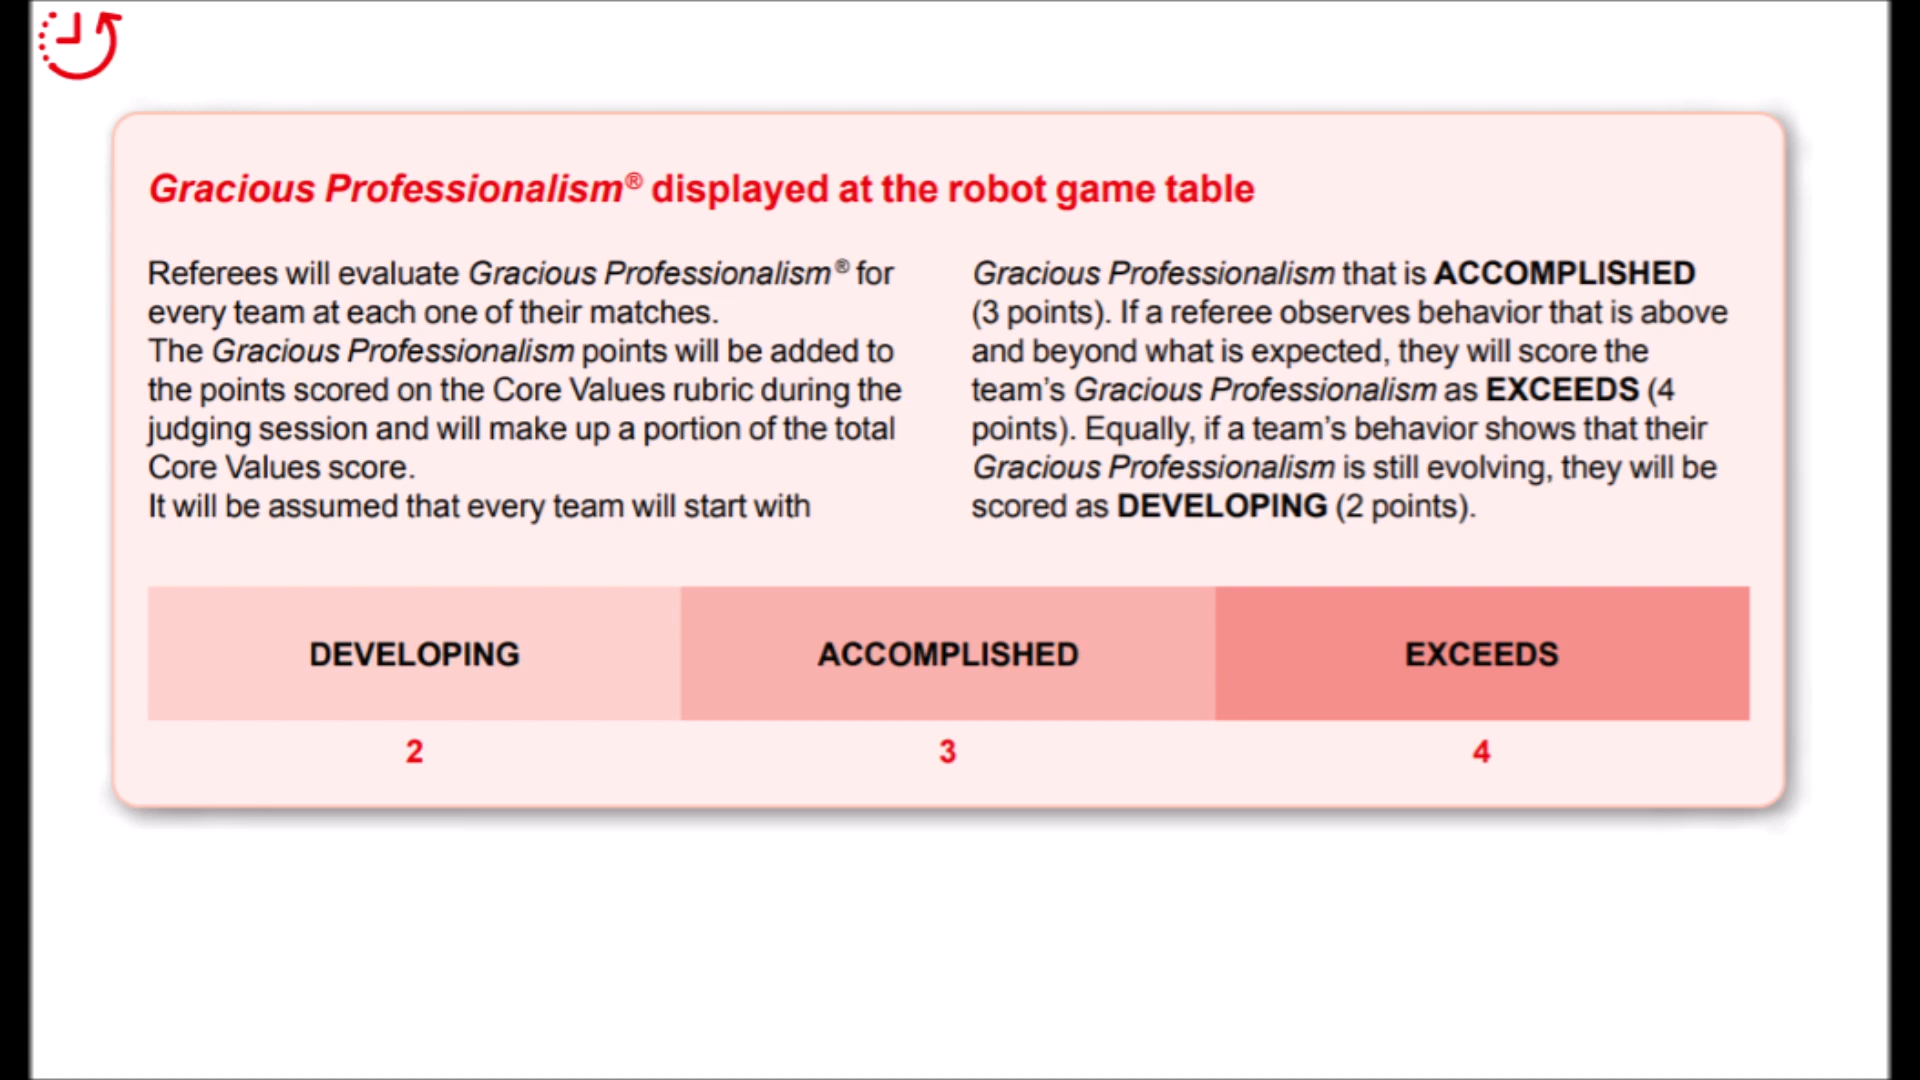 Gracious Professionalism® displayed at the robot game table
Referees will evaluate Gracious Professionalism® for
every team at each one of their matches.
The Gracious Professionalism points will be added to
the points scored on the Core Values rubric during the
judging session and will make up a portion of the total
Core Values score.
It will be assumed that every team will start with
Gracious Professionalism that is ACCOMPLISHED
(3 points). If a referee observes behavior that is above
and beyond what is expected, they will score the
team's Gracious Professionalism as EXCEEDS (4
points). Equally, if a team's behavior shows that their
Gracious Professionalism is still evolving, they will be
scored as DEVELOPING (2 points).
DEVELOPING
ACCOMPLISHED
EXCEEDS
2
3
4